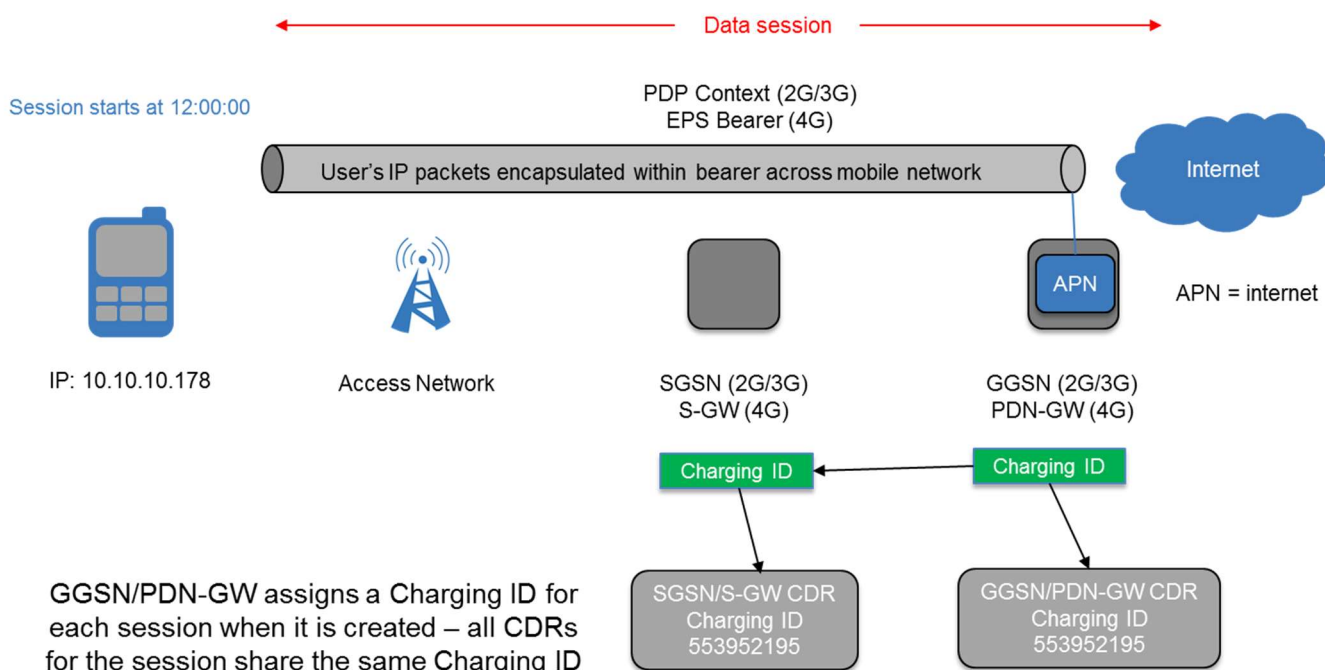 Data session
Session starts at 12:00:00
PDP Context (2G/3G)
EPS Bearer (4G)
User's IP packets encapsulated within bearer across mobile network
Internet
APN
APN = internet
IP: 10.10.10.178
Access Network
SGSN (2G/3G)
S-GW (4G)
GGSN (2G/3G)
PDN-GW (4G)
Charging ID
Charging ID
GGSN/PDN-GW assigns a Charging ID for
each session when it is created – all CDRs
for the session share the same Charging ID
SGSN/S-GW CDR
Charging ID
553952195
GGSN/PDN-GW CDR
Charging ID
553952195